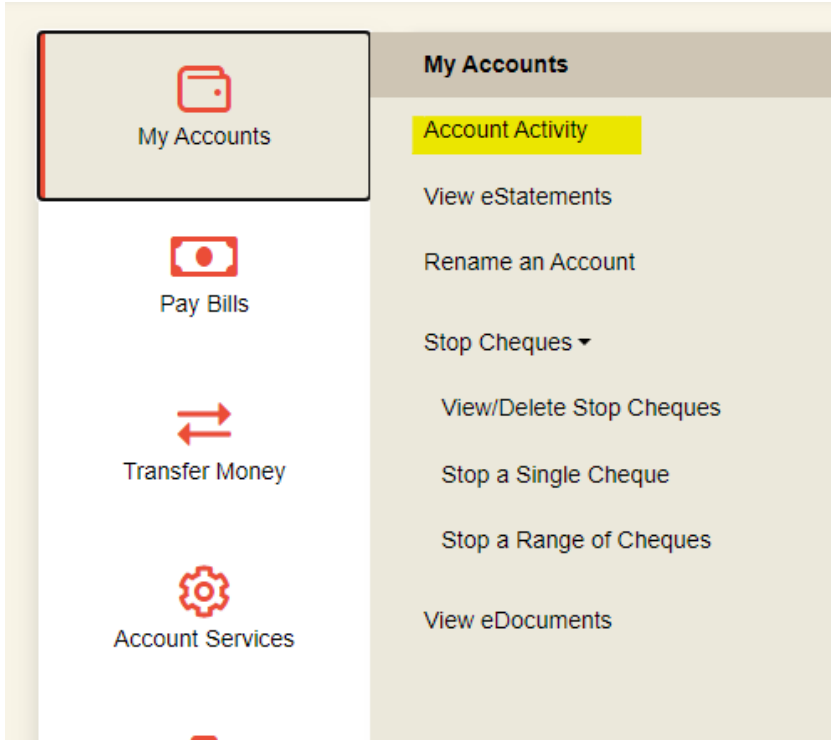 My Accounts
Pay Bills
Transfer Money
Account Services
My Accounts
Account Activity
View eStatements
Rename an Account
Stop Cheques
View/Delete Stop Cheques
Stop a Single Cheque
Stop a Range of Cheques
View eDocuments